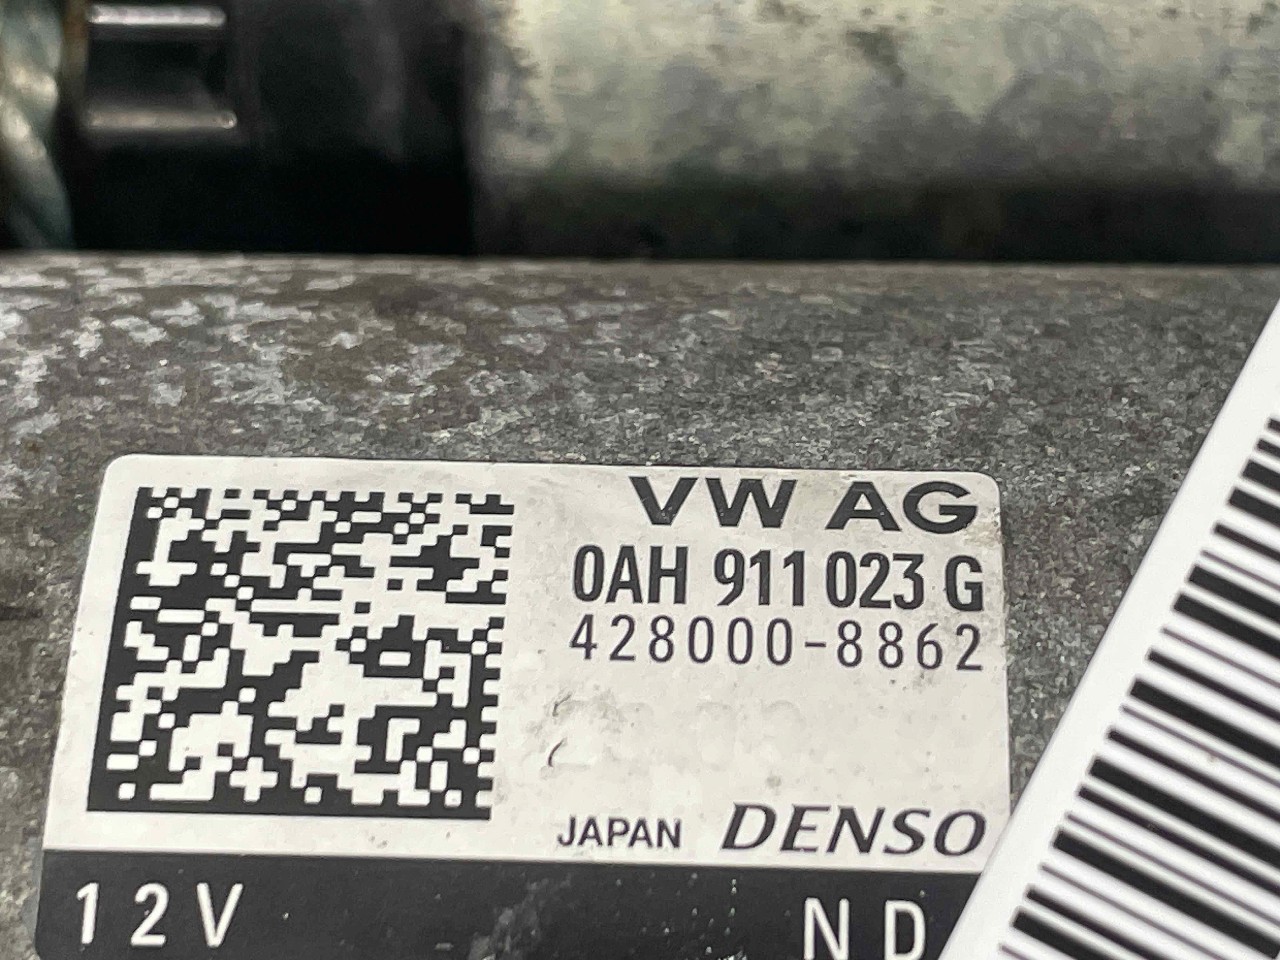 VW AG
0AH 911 023 G
428000-8862
JAPAN DENSO
12V ND